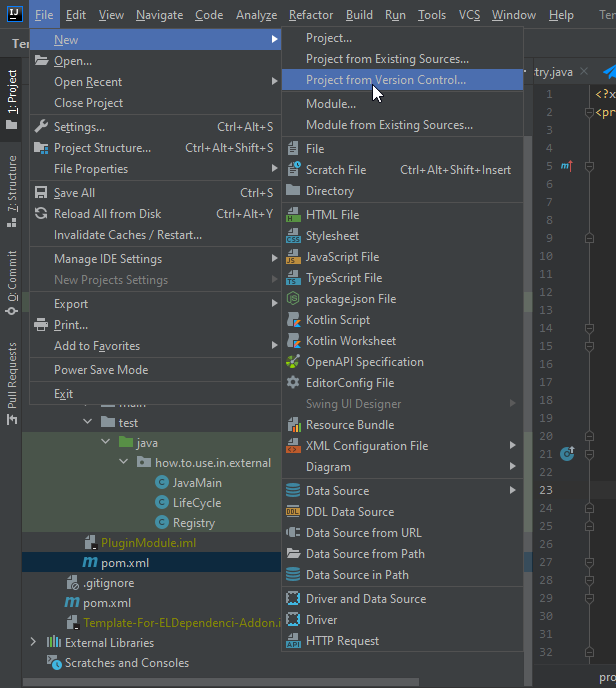 IJ File Edit View Navigate Code Analyze Refactor Build Run Tools VCS Window Help
New
Open...
Open Recent
Close Project
Settings... Ctrl+Alt+S
Project Structure... Ctrl+Alt+Shift+S
File Properties
Save All Ctrl+S
Reload All from Disk Ctrl+Alt+Y
Invalidate Caches / Restart...
Manage IDE Settings
New Projects Settings
Export
Print...
Add to Favorites
Power Save Mode
Exit
Project...
Project from Existing Sources...
Project from Version Control...
Module...
Module from Existing Sources...
File
Scratch File Ctrl+Alt+Shift+Insert
Directory
HTML File
Stylesheet
JavaScript File
TypeScript File
package.json File
Kotlin Script
Kotlin Worksheet
OpenAPI Specification
EditorConfig File
Swing UI Designer
Resource Bundle
XML Configuration File
Diagram
Data Source
DDL Data Source
Data Source from URL
Data Source from Path
Data Source in Path
Driver and Data Source
Driver
HTTP Request
1: Project
7: Structure
0: Commit
Pull Requests
test
java
how.to.use.in.external
JavaMain
LifeCycle
Registry
PluginModule.iml
pom.xml
.gitignore
pom.xml
Template-For-ELDependenci-Addon.i
External Libraries
Scratches and Consoles
try.java
1 <?x
2 <pr
3
4
5
6
7
8
9
10
11
12
13
14
15
16
17
18
19
20
21
22
23
24
25
26
27
28
29
30
31
32
pro